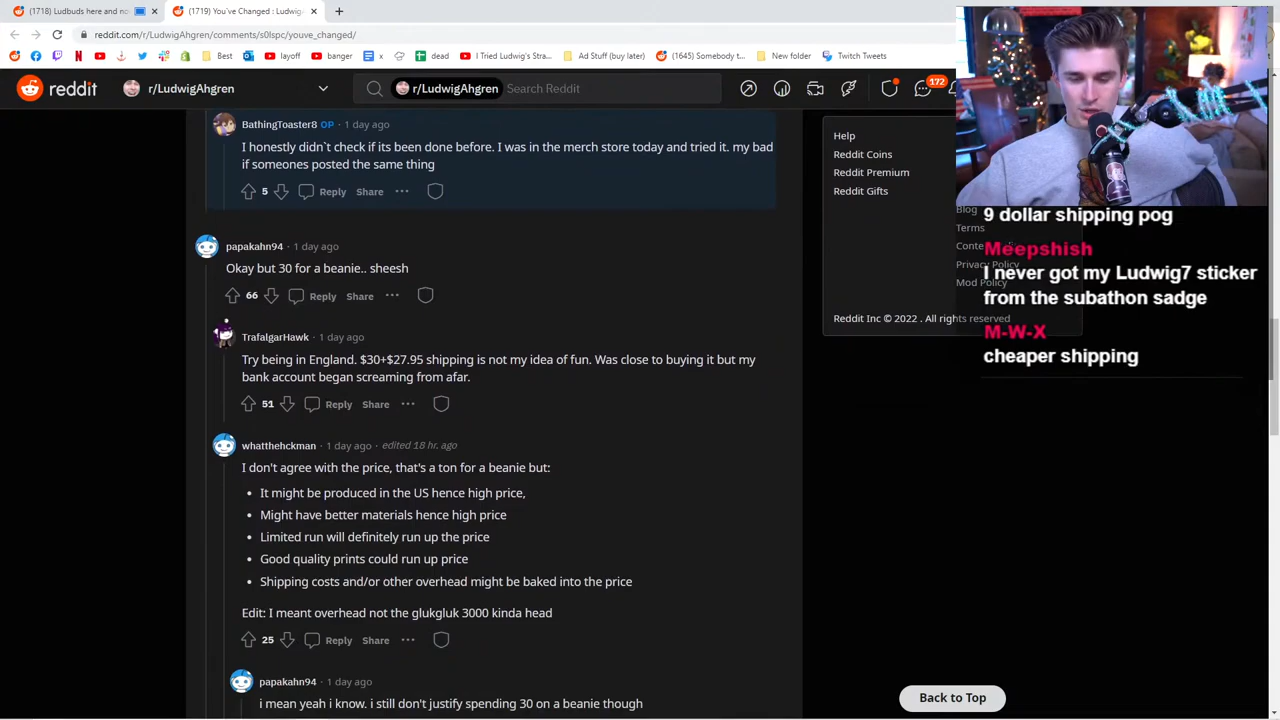 (1718) Ludbuds here and no
(1719) You've Changed : Ludwig
reddit.com/r/LudwigAhgren/comments/s0lspc/youve_changed/
layoff
Best
banger
x
dead
I Tried Ludwig's Stra...
Ad Stuff (buy later)
(1645) Somebody t...
New folder
Twitch Tweets
reddit
r/LudwigAhgren
r/LudwigAhgren
Search Reddit
172
BathingToaster8 OP · 1 day ago
I honestly didn`t check if its been done before. I was in the merch store today and tried it. my bad
if someones posted the same thing
5 Reply Share
papakahn94 · 1 day ago
Okay but 30 for a beanie.. sheesh
66 Reply Share
TrafalgarHawk · 1 day ago
Try being in England. $30+$27.95 shipping is not my idea of fun. Was close to buying it but my
bank account began screaming from afar.
51 Reply Share
whatthehckman · 1 day ago · edited 18 hr. ago
I don't agree with the price, that's a ton for a beanie but:
• It might be produced in the US hence high price,
• Might have better materials hence high price
• Limited run will definitely run up the price
• Good quality prints could run up price
• Shipping costs and/or other overhead might be baked into the price
Edit: I meant overhead not the glukgluk 3000 kinda head
25 Reply Share
papakahn94 · 1 day ago
i mean yeah i know. i still don't justify spending 30 on a beanie though
Help
Reddit Coins
Reddit Premium
Reddit Gifts
Blog
Terms
Conte
Privacy Policy
Mod Policy
Reddit Inc © 2022 . All rights reserved
9 dollar shipping pog
Meepshish
I never got my Ludwig7 sticker
from the subathon sadge
M-W-X
cheaper shipping
Back to Top